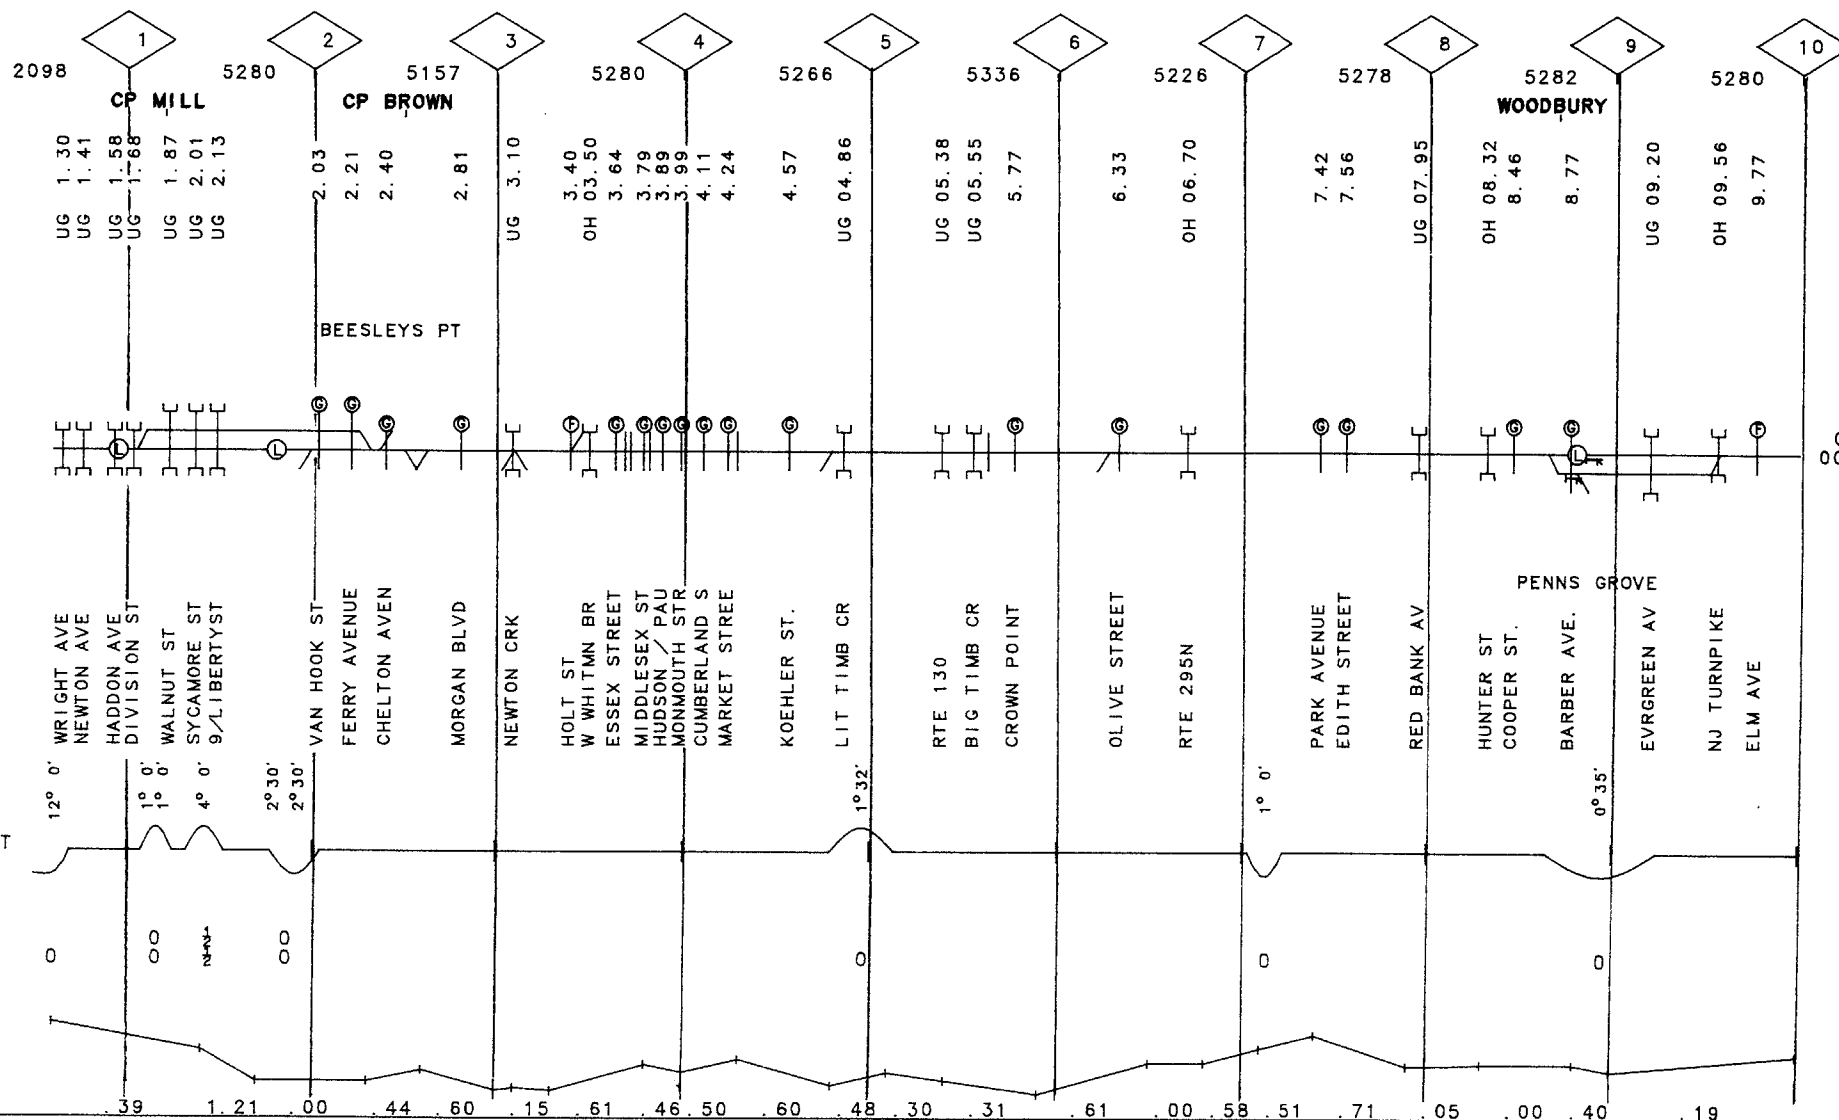 1 2 3 4 5 6 7 8 9 10
2098 5280 5157 5280 5266 5336 5226 5278 5282 5280
CP MILL CP BROWN WOODBURY
UG 1.30
UG 1.41
UG 1.58
UG 1.68
UG 1.87
UG 2.01
UG 2.13
2.03
2.21
2.40
2.81
UG 3.10
3.40
OH 03.50
3.64
3.79
3.89
3.99
4.11
4.24
4.57
UG 04.86
UG 05.38
UG 05.55
5.77
6.33
OH 06.70
7.42
7.56
UG 07.95
OH 08.32
8.46
8.77
UG 09.20
OH 09.56
9.77
BEESLEYS PT
G G G G F G G G G G G G G G G G G G F
L L L
PENNS GROVE
WRIGHT AVE
NEWTON AVE
HADDON AVE
DIVISION ST
WALNUT ST
SYCAMORE ST
9/LIBERTYST
VAN HOOK ST
FERRY AVENUE
CHELTON AVEN
MORGAN BLVD
NEWTON CRK
HOLT ST
W WHITMN BR
ESSEX STREET
MIDDLESEX ST
HUDSON / PAU
MONMOUTH STR
CUMBERLAND S
MARKET STREE
KOEHLER ST.
LIT TIMB CR
RTE 130
BIG TIMB CR
CROWN POINT
OLIVE STREET
RTE 295N
PARK AVENUE
EDITH STREET
RED BANK AV
HUNTER ST
COOPER ST.
BARBER AVE.
EVRGREEN AV
NJ TURNPIKE
ELM AVE
12° 0'
1° 0'
1° 0'
4° 0'
2°30'
2°30'
1°32'
1° 0'
0°35'
T
0 0
0 0 0 0 0 0
.39 1.21 .00 .44 .60 .15 .61 .46 .50 .60 .48 .30 .31 .61 .00 .58 .51 .71 .05 .00 .40 .19